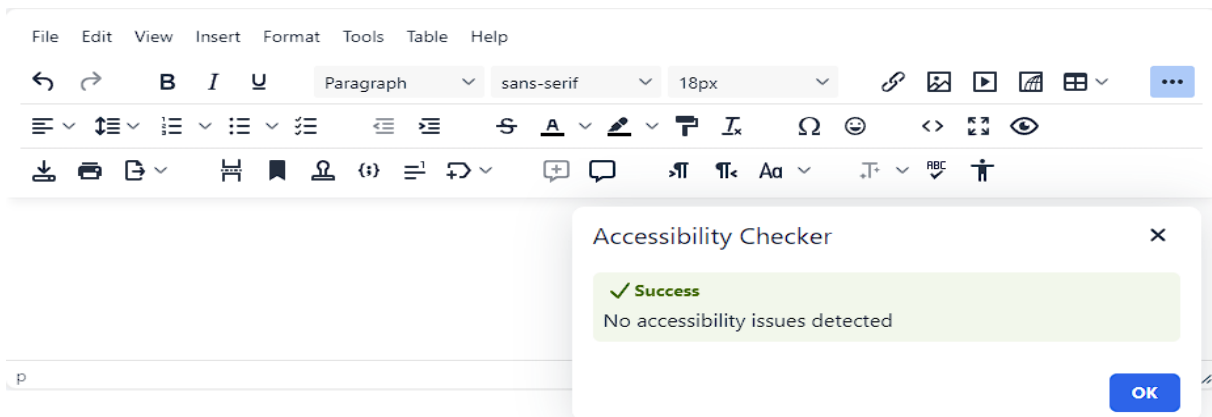 File Edit View Insert Format Tools Table Help
B I U Paragraph sans-serif 18px
S A Ω
Aa ABC
Accessibility Checker
Success
No accessibility issues detected
p
OK